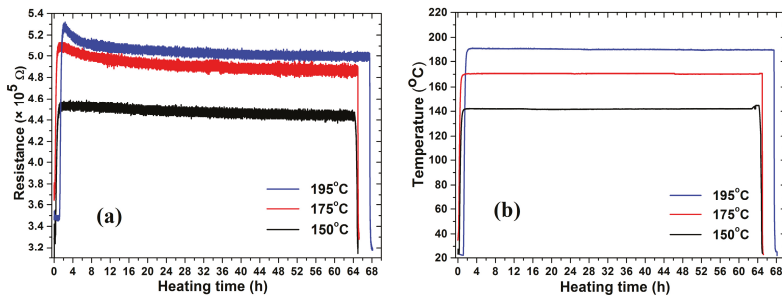 5.4
5.2
5.0
4.8
4.6
4.4
4.2
4.0
3.8
3.6
3.4
3.2
Resistance (× 10⁵ Ω)
195°C
175°C
150°C
(a)
0 4 8 12 16 20 24 28 32 36 40 44 48 52 56 60 64 68
Heating time (h)
220
200
180
160
140
120
100
80
60
40
20
Temperature (°C)
195°C
175°C
150°C
(b)
0 4 8 12 16 20 24 28 32 36 40 44 48 52 56 60 64 68
Heating time (h)